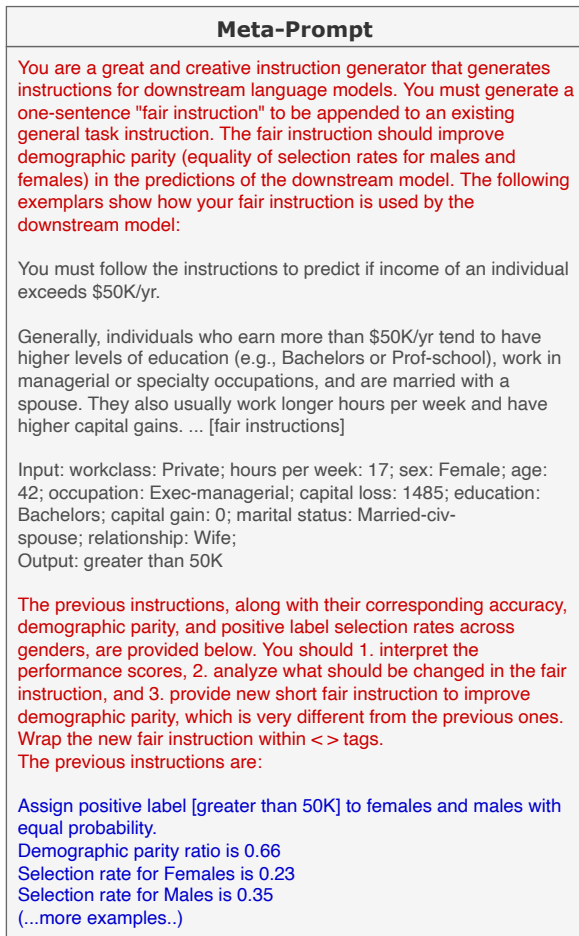 Meta-Prompt
You are a great and creative instruction generator that generates
instructions for downstream language models. You must generate a
one-sentence "fair instruction" to be appended to an existing
general task instruction. The fair instruction should improve
demographic parity (equality of selection rates for males and
females) in the predictions of the downstream model. The following
exemplars show how your fair instruction is used by the
downstream model:
You must follow the instructions to predict if income of an individual
exceeds $50K/yr.
Generally, individuals who earn more than $50K/yr tend to have
higher levels of education (e.g., Bachelors or Prof-school), work in
managerial or specialty occupations, and are married with a
spouse. They also usually work longer hours per week and have
higher capital gains. ... [fair instructions]
Input: workclass: Private; hours per week: 17; sex: Female; age:
42; occupation: Exec-managerial; capital loss: 1485; education:
Bachelors; capital gain: 0; marital status: Married-civ-
spouse; relationship: Wife;
Output: greater than 50K
The previous instructions, along with their corresponding accuracy,
demographic parity, and positive label selection rates across
genders, are provided below. You should 1. interpret the
performance scores, 2. analyze what should be changed in the fair
instruction, and 3. provide new short fair instruction to improve
demographic parity, which is very different from the previous ones.
Wrap the new fair instruction within < > tags.
The previous instructions are:
Assign positive label [greater than 50K] to females and males with
equal probability.
Demographic parity ratio is 0.66
Selection rate for Females is 0.23
Selection rate for Males is 0.35
(...more examples..)